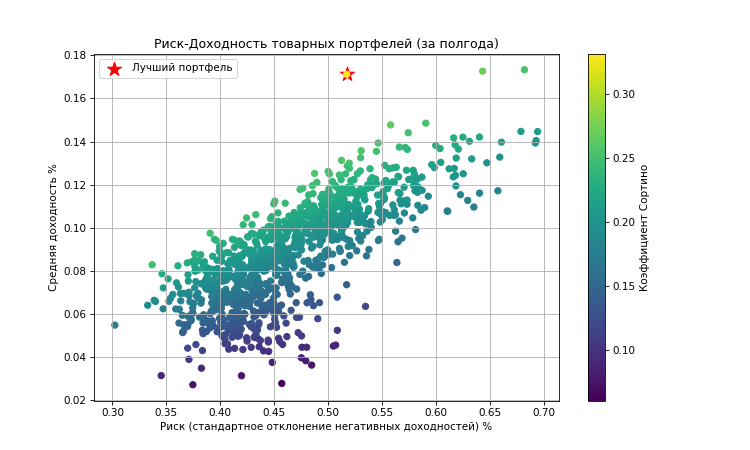 Риск-Доходность товарных портфелей (за полгода)
Лучший портфель
Средняя доходность %
0.18
0.16
0.14
0.12
0.10
0.08
0.06
0.04
0.02
0.30 0.35 0.40 0.45 0.50 0.55 0.60 0.65 0.70
Риск (стандартное отклонение негативных доходностей) %
0.30
0.25
0.20
0.15
0.10
Коэффициент Сортино